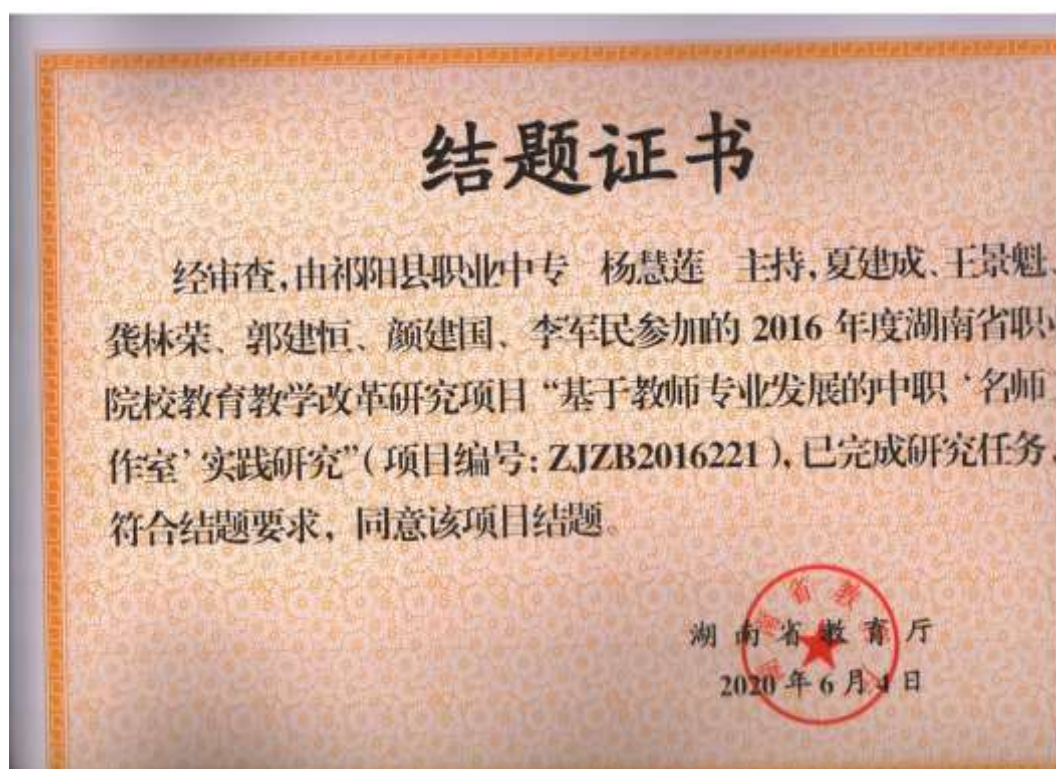 结题证书
经审查,由祁阳县职业中专 杨慧莲 主持,夏建成、王景魁、
龚林荣、郭建恒、颜建国、李军民参加的 2016 年度湖南省职
院校教育教学改革研究项目“基于教师专业发展的中职‘名师
作室’实践研究”(项目编号:ZJZB2016221),已完成研究任务,
符合结题要求,同意该项目结题。
湖南省教育厅
2020 年 6 月 4 日